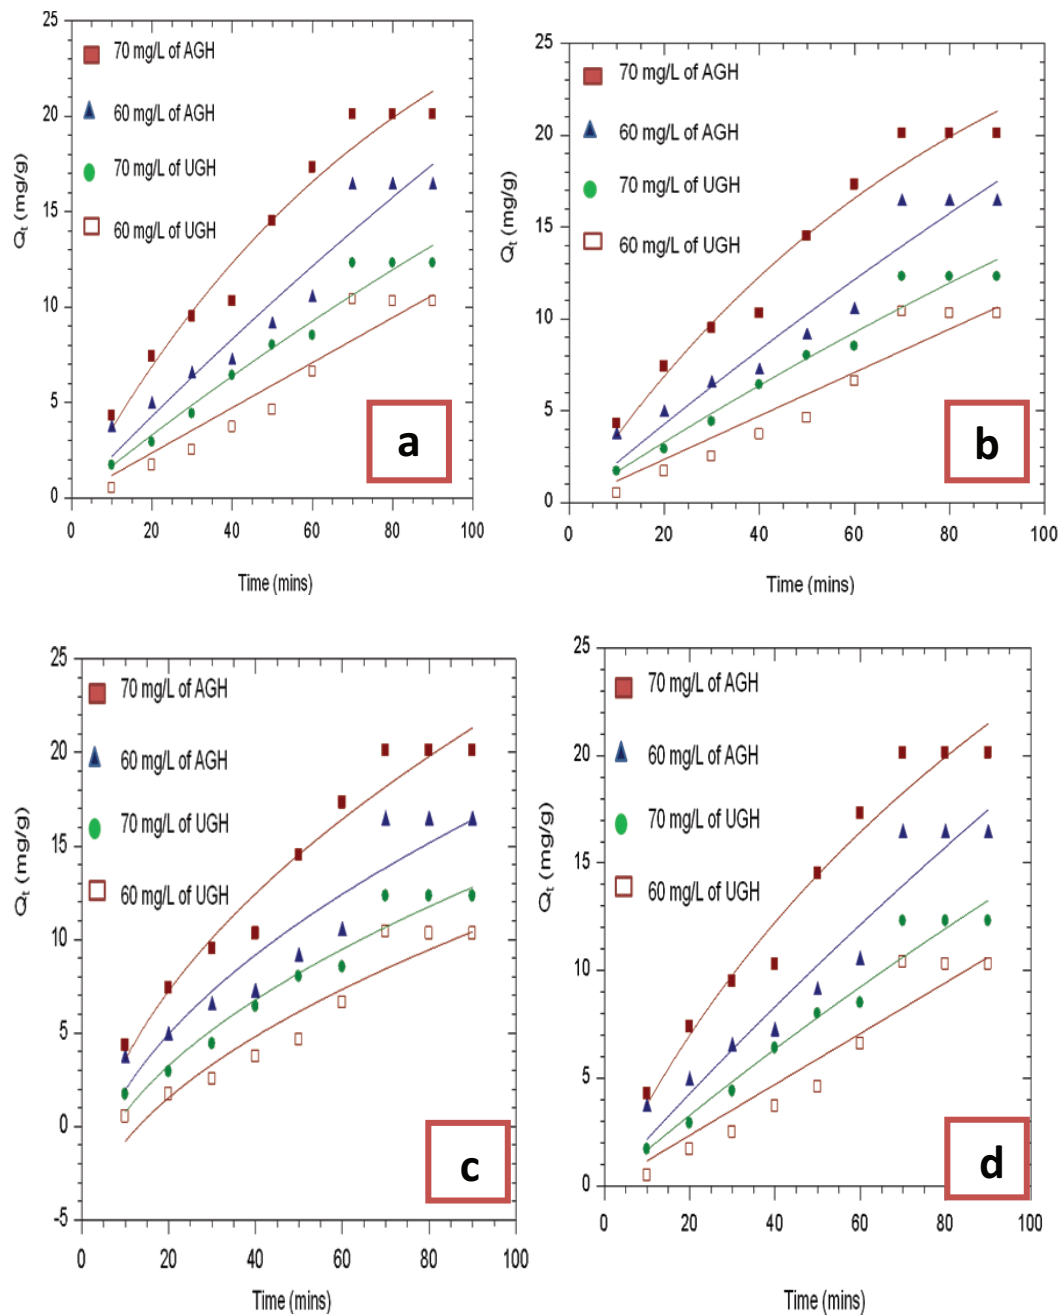 25
20
15
10
5
0
Qt (mg/g)
70 mg/L of AGH
60 mg/L of AGH
70 mg/L of UGH
60 mg/L of UGH
a
0 20 40 60 80 100
Time (mins)
25
20
15
10
5
0
Qt (mg/g)
70 mg/L of AGH
60 mg/L of AGH
70 mg/L of UGH
60 mg/L of UGH
b
0 20 40 60 80 100
Time (mins)
25
20
15
10
5
0
-5
Qt (mg/g)
70 mg/L of AGH
60 mg/L of AGH
70 mg/L of UGH
60 mg/L of UGH
c
0 20 40 60 80 100
Time (mins)
25
20
15
10
5
0
Qt (mg/g)
70 mg/L of AGH
60 mg/L of AGH
70 mg/L of UGH
60 mg/L of UGH
d
0 20 40 60 80 100
Time (mins)